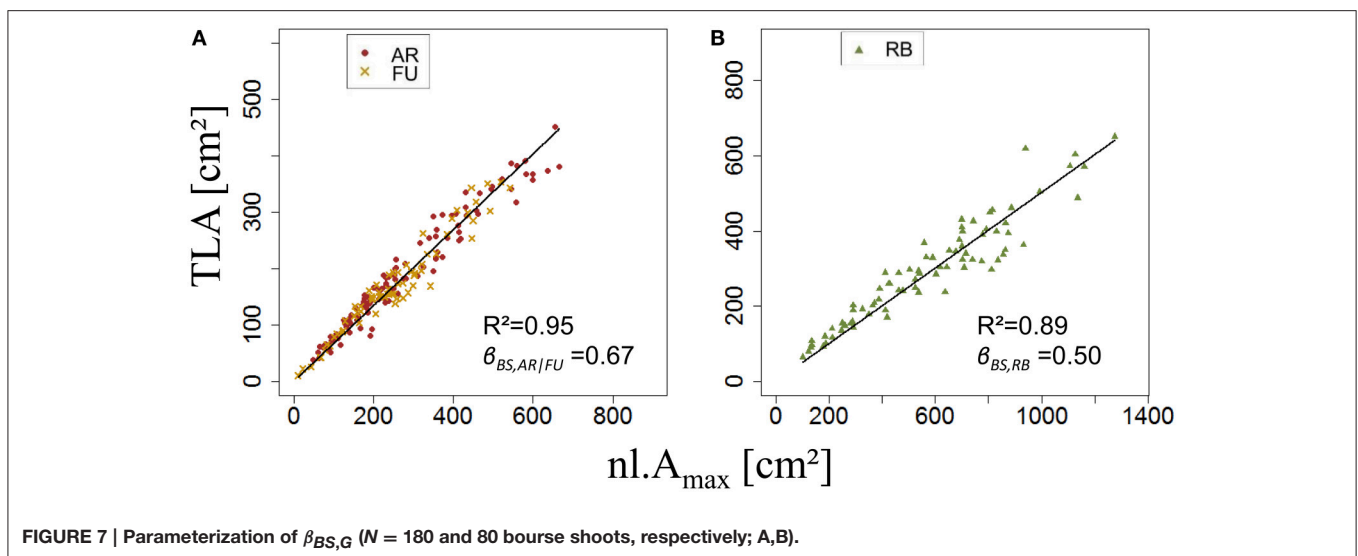 A
AR
FU
TLA [cm²]
500
300
100
0
R²=0.95
β_BS,AR|FU =0.67
0 200 400 600 800
B
RB
800
600
400
200
0
R²=0.89
β_BS,RB =0.50
0 200 600 1000 1400
nl.A_max [cm²]
FIGURE 7 | Parameterization of β_BS,G (N = 180 and 80 bourse shoots, respectively; A,B).